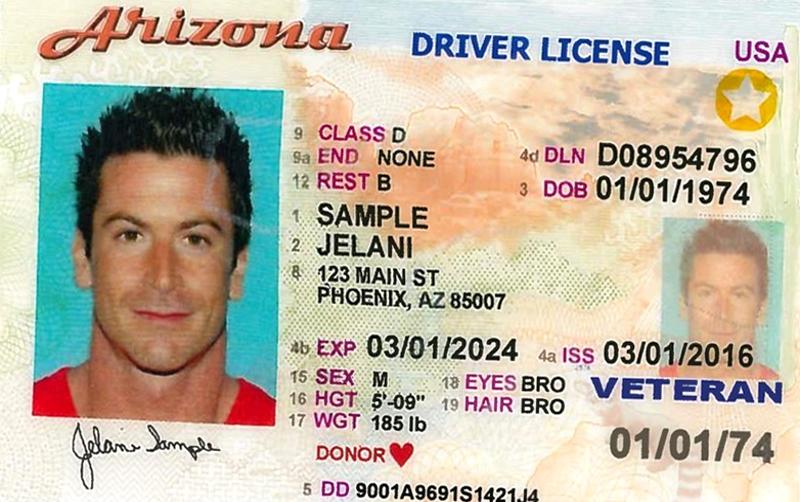 Arizona DRIVER LICENSE USA
9 CLASS D
9a END NONE 4d DLN D08954796
12 REST B 3 DOB 01/01/1974
1 SAMPLE
2 JELANI
8 123 MAIN ST
PHOENIX, AZ 85007
4b EXP 03/01/2024 4a ISS 03/01/2016
15 SEX M 18 EYES BRO VETERAN
16 HGT 5'-09" 19 HAIR BRO
17 WGT 185 lb 01/01/74
Jelani Sample
DONOR
5 DD 9001A9691S1421J4